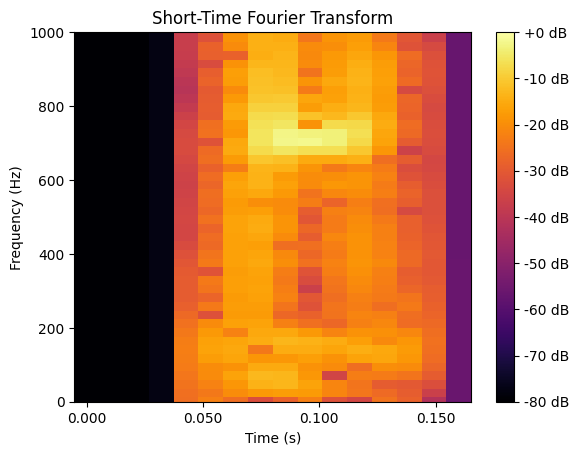 Short-Time Fourier Transform
1000
800
600
400
200
0
Frequency (Hz)
0.000
0.050
0.100
0.150
Time (s)
+0 dB
-10 dB
-20 dB
-30 dB
-40 dB
-50 dB
-60 dB
-70 dB
-80 dB